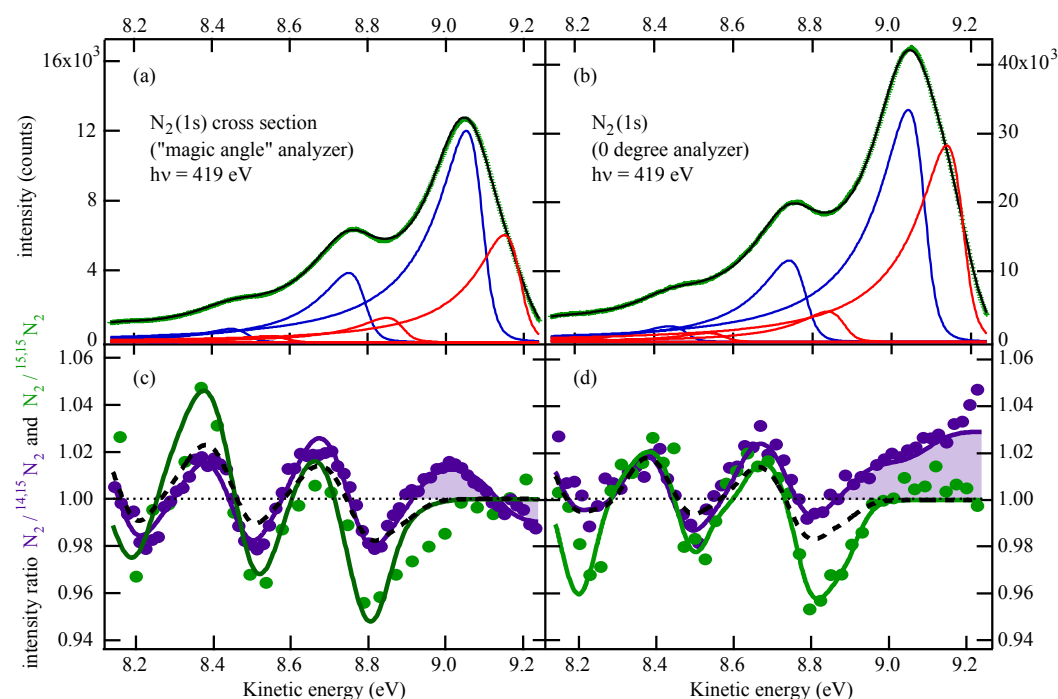 8.2 8.4 8.6 8.8 9.0 9.2 8.2 8.4 8.6 8.8 9.0 9.2
16x10³
12
8
4
0
intensity (counts)
(a)
N₂(1s) cross section
("magic angle" analyzer)
hν = 419 eV
(b)
N₂(1s)
(0 degree analyzer)
hν = 419 eV
40x10³
30
20
10
0
intensity ratio N₂ / ¹⁴,¹⁵N₂ and N₂ / ¹⁵,¹⁵N₂
1.06
1.04
1.02
1.00
0.98
0.96
0.94
(c)
(d)
1.06
1.04
1.02
1.00
0.98
0.96
0.94
8.2 8.4 8.6 8.8 9.0 9.2 8.2 8.4 8.6 8.8 9.0 9.2
Kinetic energy (eV) Kinetic energy (eV)